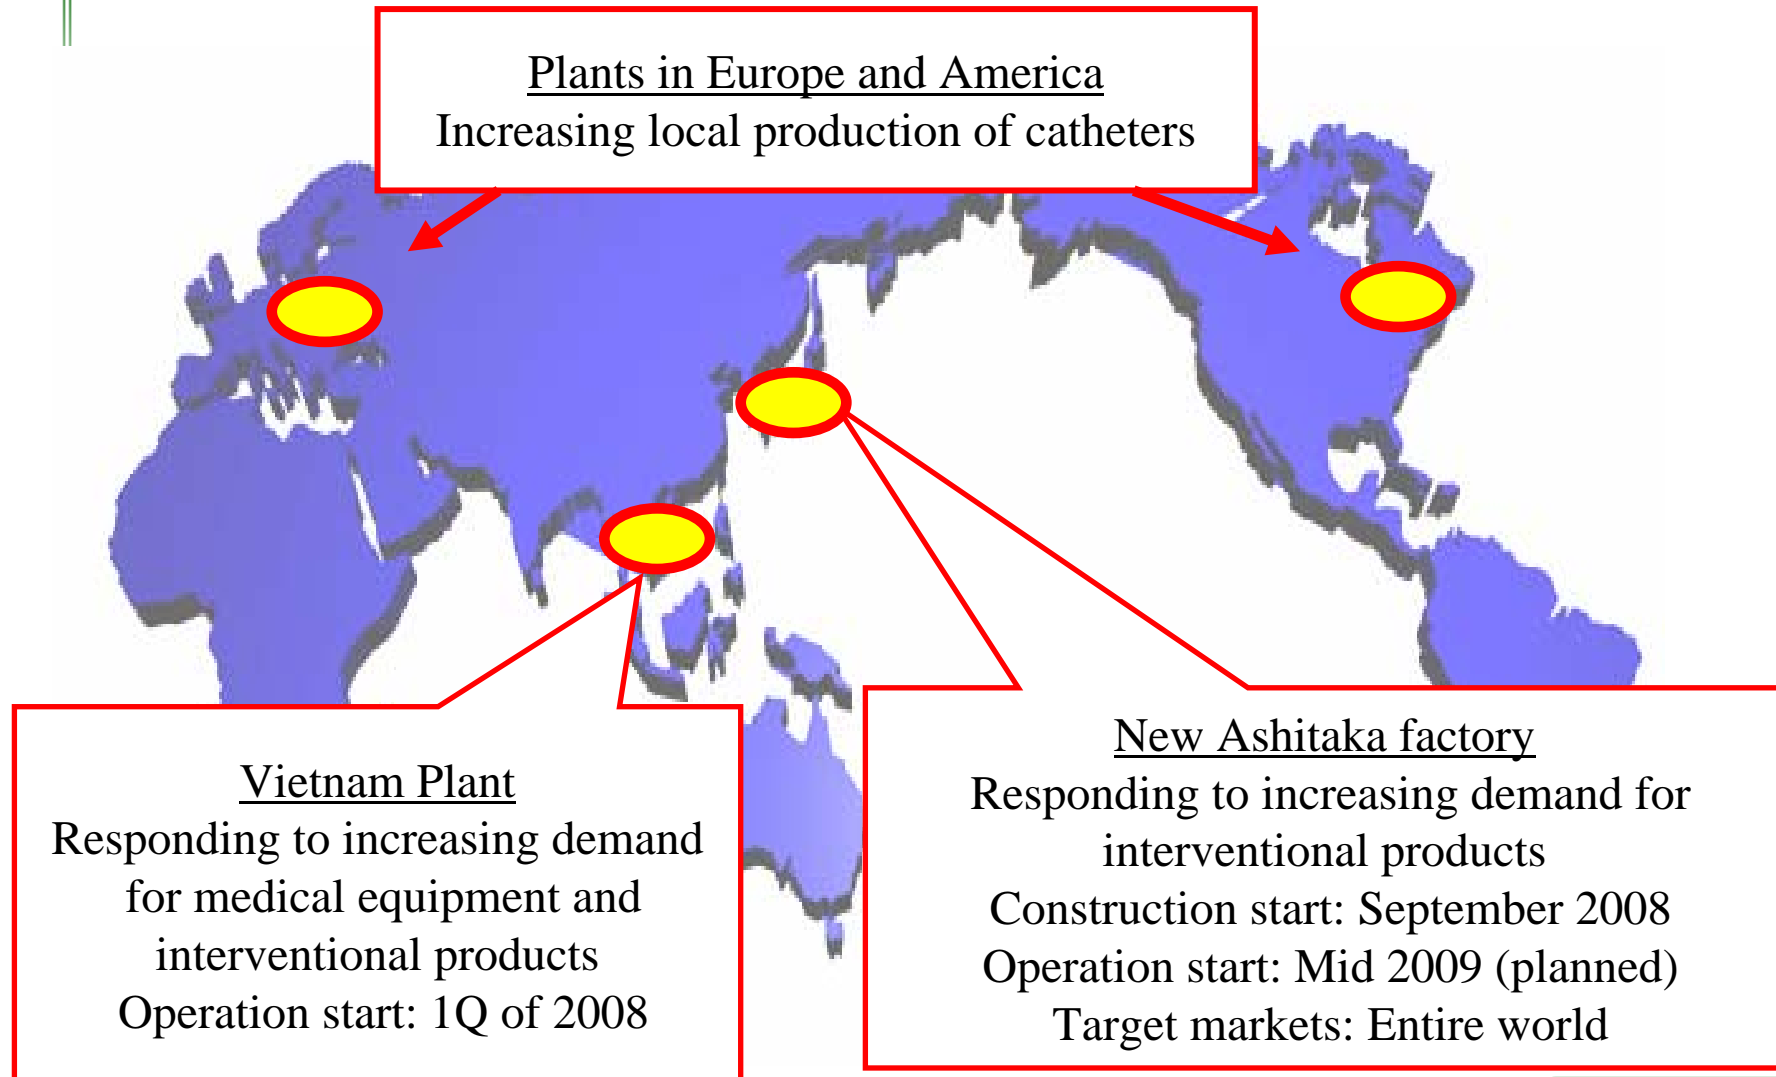 Plants in Europe and America
Increasing local production of catheters
Vietnam Plant
Responding to increasing demand
for medical equipment and
interventional products
Operation start: 1Q of 2008
New Ashitaka factory
Responding to increasing demand for
interventional products
Construction start: September 2008
Operation start: Mid 2009 (planned)
Target markets: Entire world